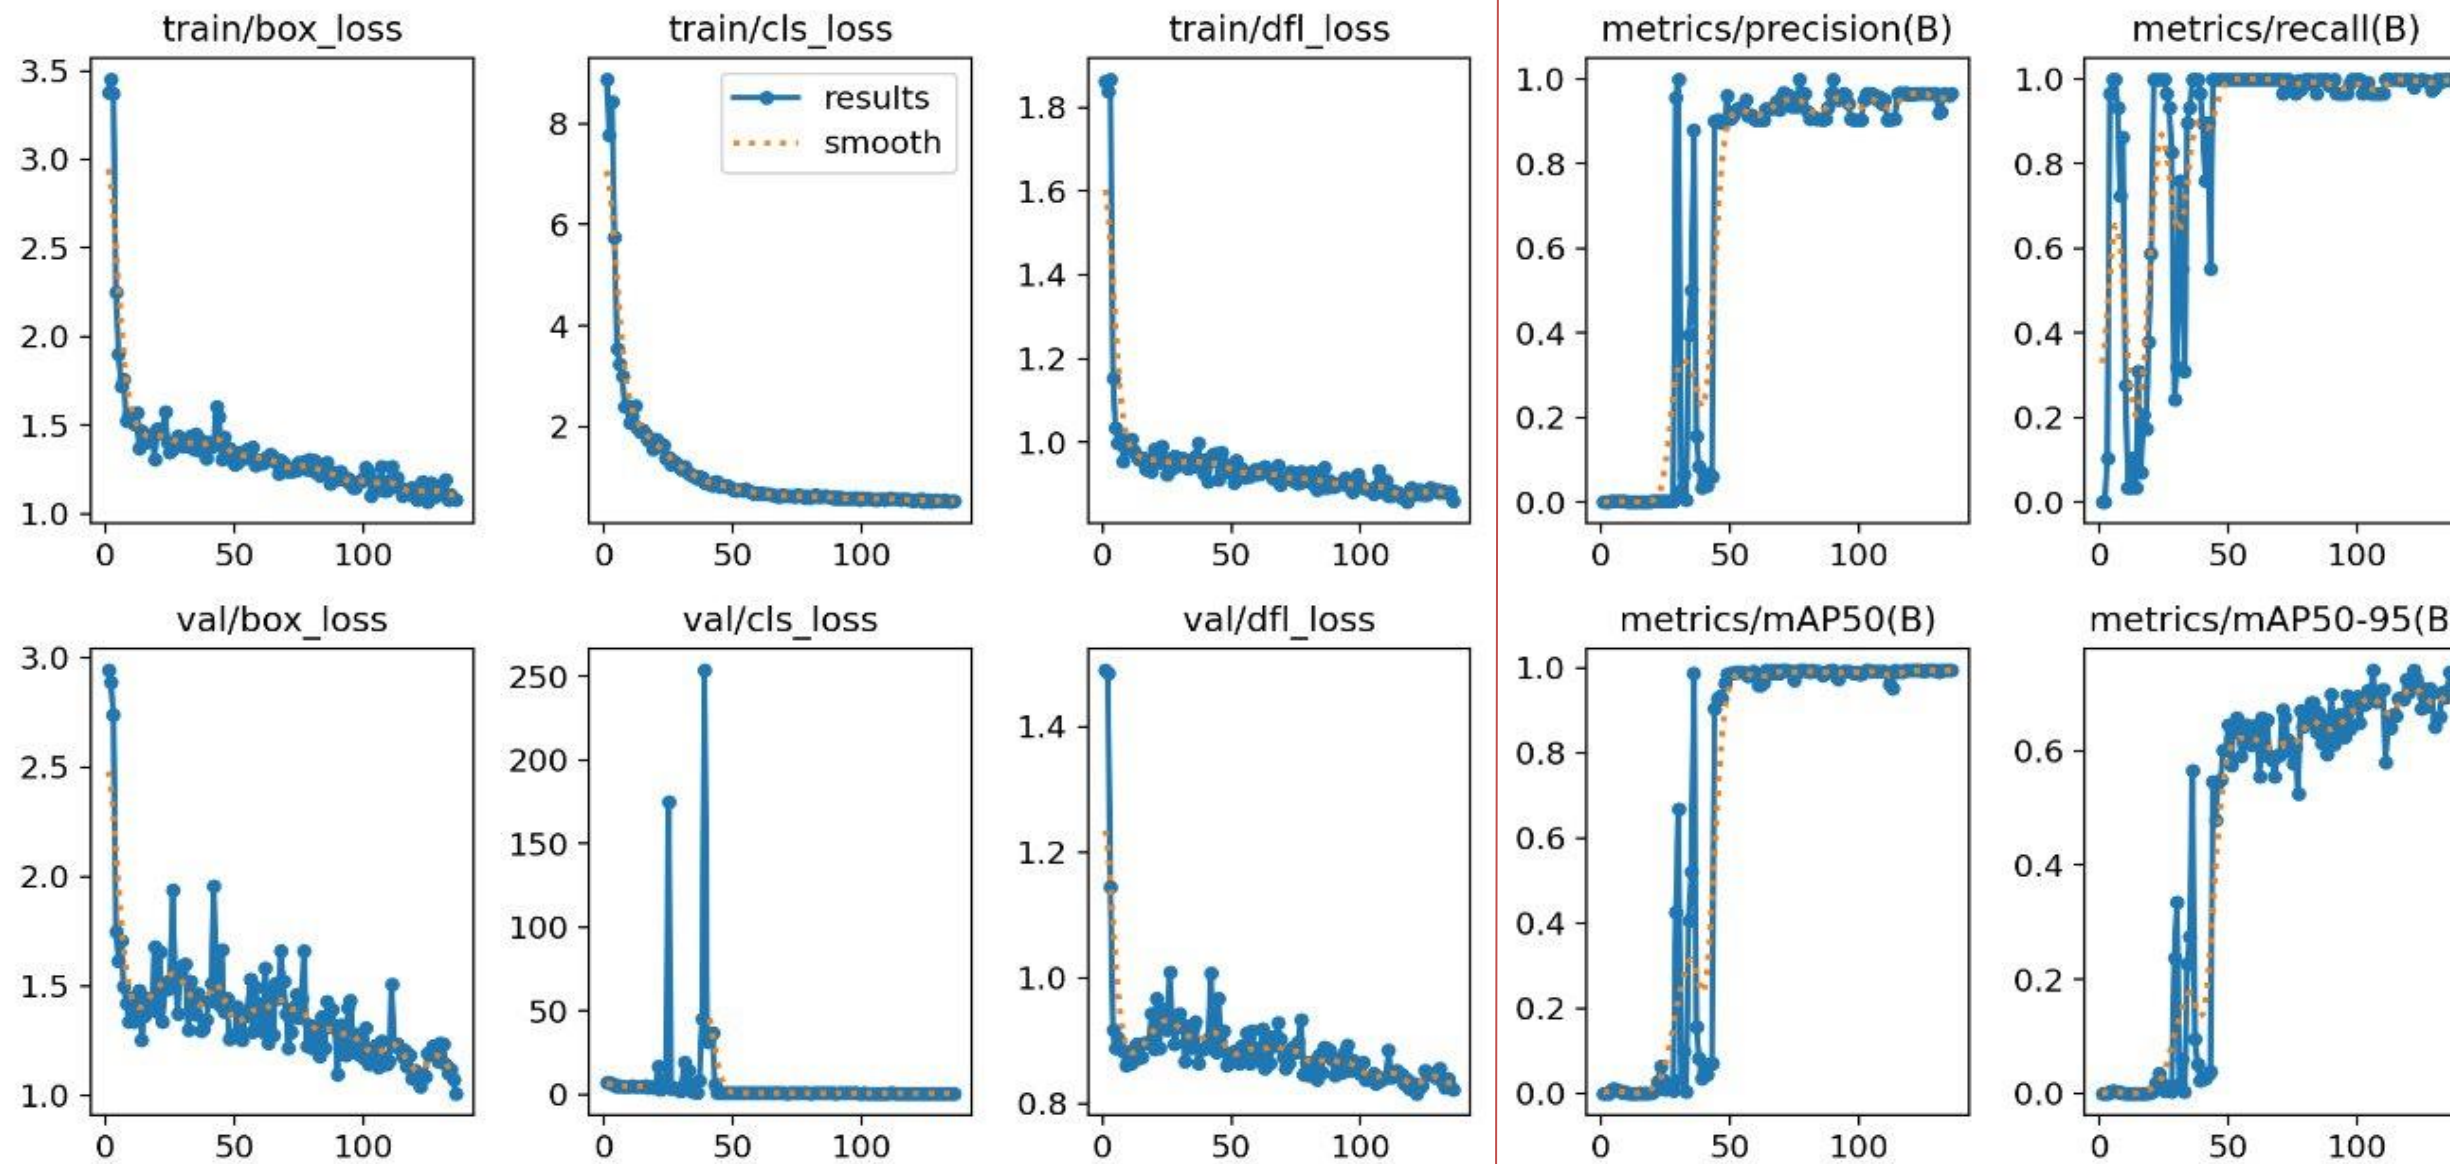 train/box_loss
train/cls_loss
train/dfl_loss
metrics/precision(B)
metrics/recall(B)
3.5
3.0
2.5
2.0
1.5
1.0
0 50 100
results
smooth
8
6
4
2
0 50 100
1.8
1.6
1.4
1.2
1.0
0 50 100
1.0
0.8
0.6
0.4
0.2
0.0
0 50 100
1.0
0.8
0.6
0.4
0.2
0.0
0 50 100
val/box_loss
val/cls_loss
val/dfl_loss
metrics/mAP50(B)
metrics/mAP50-95(B
3.0
2.5
2.0
1.5
1.0
0 50 100
250
200
150
100
50
0
0 50 100
1.4
1.2
1.0
0.8
0 50 100
1.0
0.8
0.6
0.4
0.2
0.0
0 50 100
0.6
0.4
0.2
0.0
0 50 100